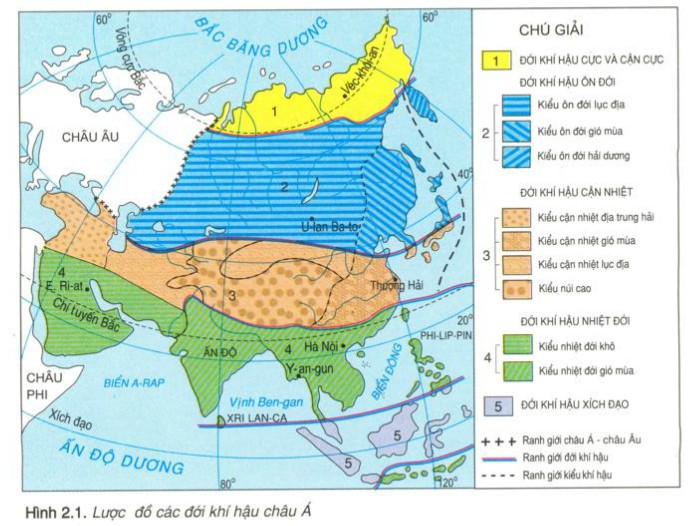 60°
60°
BẮC BĂNG DƯƠNG
Vòng cực Bắc
Véc-khôi-an
1
CHÂU ÂU
2
40°
U-lan Ba-to
3
Thượng Hải
4
E. Ri-at
Chí tuyến Bắc
20°
ẤN ĐỘ
4
Hà Nội
PHI-LIP-PIN
Y-an-gun
CHÂU PHI
BIỂN A-RAP
BIỂN ĐÔNG
Vịnh Ben-gan
XRI LAN-CA
Xích đạo
5
5
ẤN ĐỘ DƯƠNG
80°
120°
CHÚ GIẢI
1 ĐỚI KHÍ HẬU CỰC VÀ CẬN CỰC
ĐỚI KHÍ HẬU ÔN ĐỚI
Kiểu ôn đới lục địa
2 Kiểu ôn đới gió mùa
Kiểu ôn đới hải dương
ĐỚI KHÍ HẬU CẬN NHIỆT
Kiểu cận nhiệt địa trung hải
Kiểu cận nhiệt gió mùa
3
Kiểu cận nhiệt lục địa
Kiểu núi cao
ĐỚI KHÍ HẬU NHIỆT ĐỚI
Kiểu nhiệt đới khô
4
Kiểu nhiệt đới gió mùa
5 ĐỚI KHÍ HẬU XÍCH ĐẠO
Ranh giới châu Á - châu Âu
Ranh giới đới khí hậu
Ranh giới kiểu khí hậu
Hình 2.1. Lược đồ các đới khí hậu châu Á